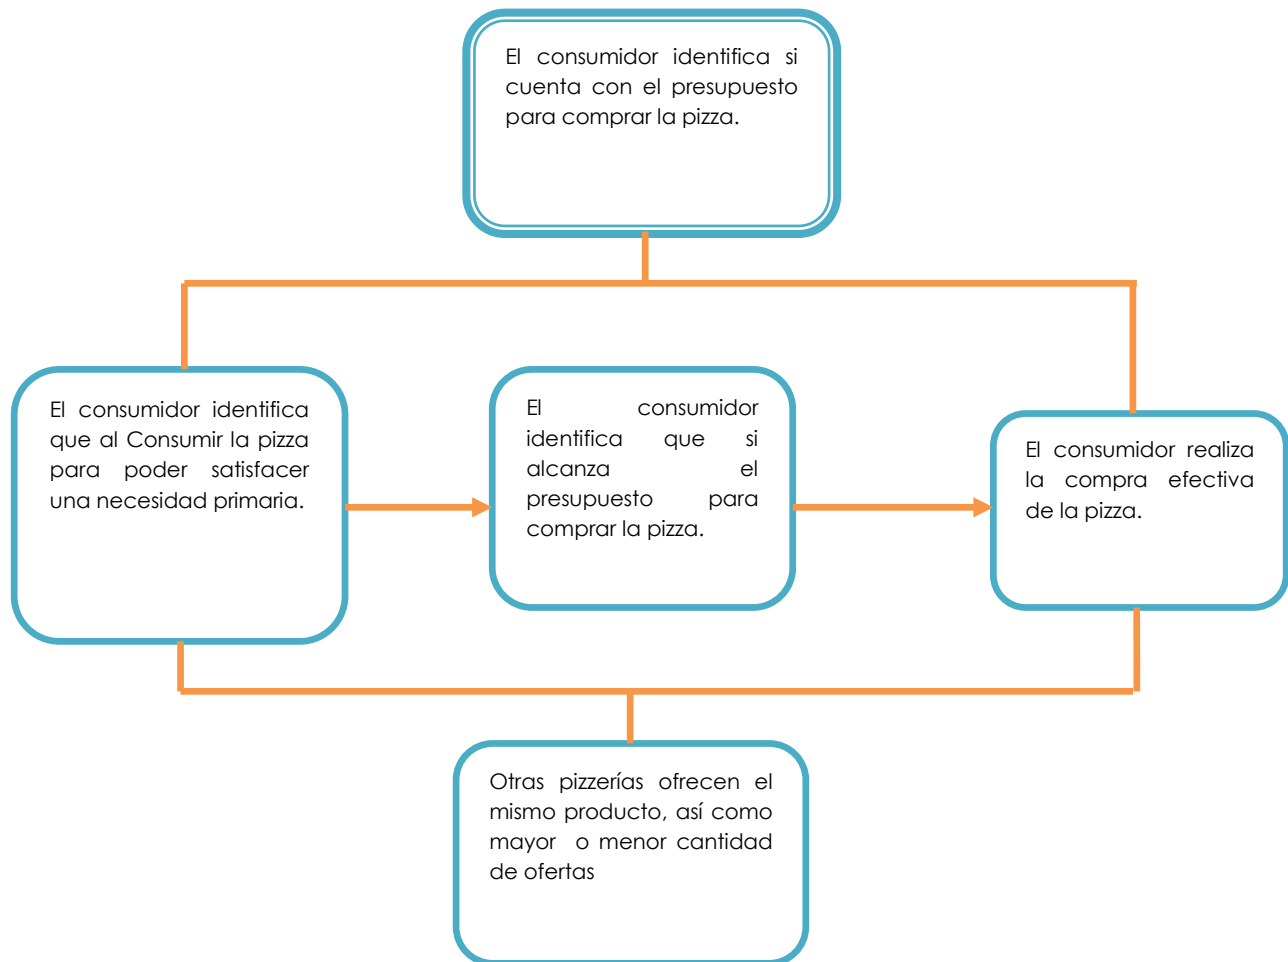 El consumidor identifica si
cuenta con el presupuesto
para comprar la pizza.
El consumidor identifica
que al Consumir la pizza
para poder satisfacer
una necesidad primaria.
El consumidor
identifica que si
alcanza el
presupuesto para
comprar la pizza.
El consumidor realiza
la compra efectiva
de la pizza.
Otras pizzerías ofrecen el
mismo producto, así como
mayor o menor cantidad
de ofertas